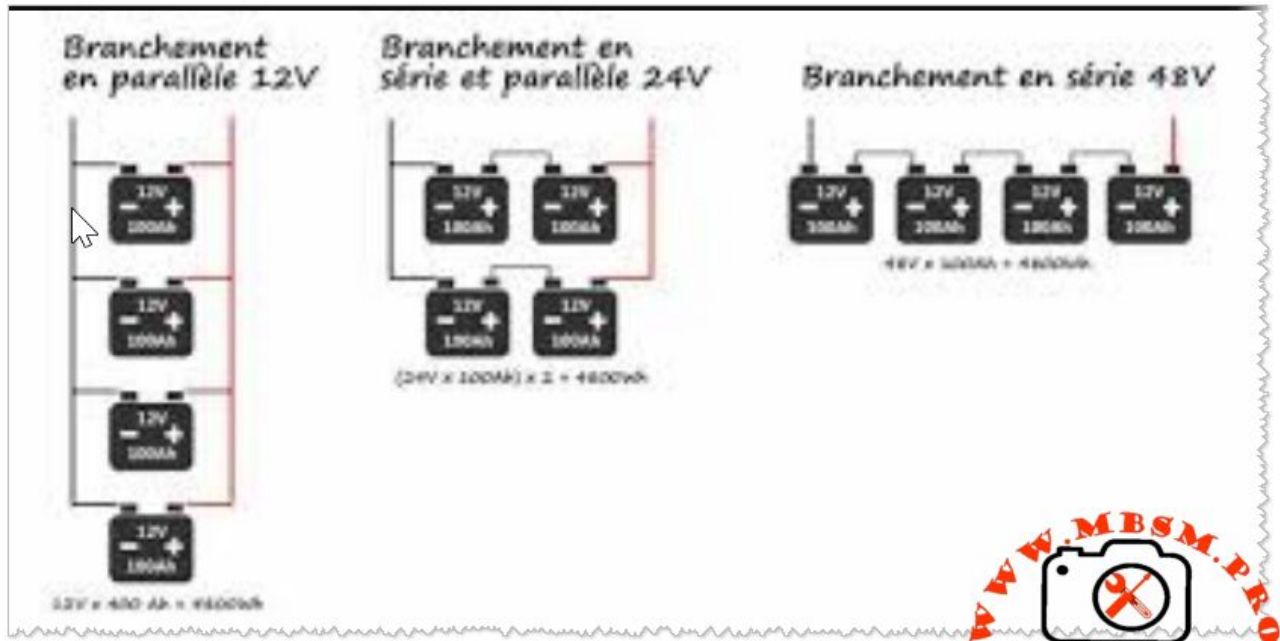 Branchement
en parallèle 12V
12V
- +
100Ah
12V
- +
100Ah
12V
- +
100Ah
12V
- +
100Ah
12V x 400 Ah = 4800Wh
Branchement en
série et parallèle 24V
12V
- +
100Ah
12V
- +
100Ah
12V
- +
100Ah
12V
- +
100Ah
(24V x 100Ah) x 2 = 4800Wh
Branchement en série 48V
12V
- +
100Ah
12V
- +
100Ah
12V
- +
100Ah
12V
- +
100Ah
48V x 100Ah = 4800Wh
WWW.MBSM.PRO